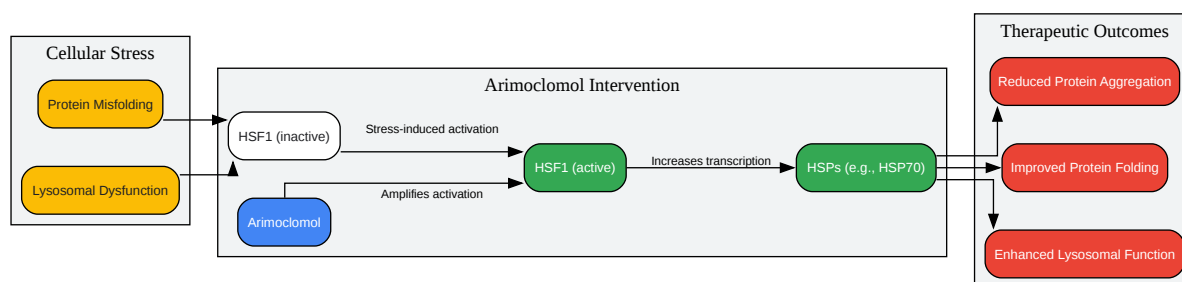 Cellular Stress
Protein Misfolding
Lysosomal Dysfunction
Arimoclomol Intervention
HSF1 (inactive)
Stress-induced activation
Arimoclomol
Amplifies activation
HSF1 (active)
Increases transcription
HSPs (e.g., HSP70)
Therapeutic Outcomes
Reduced Protein Aggregation
Improved Protein Folding
Enhanced Lysosomal Function